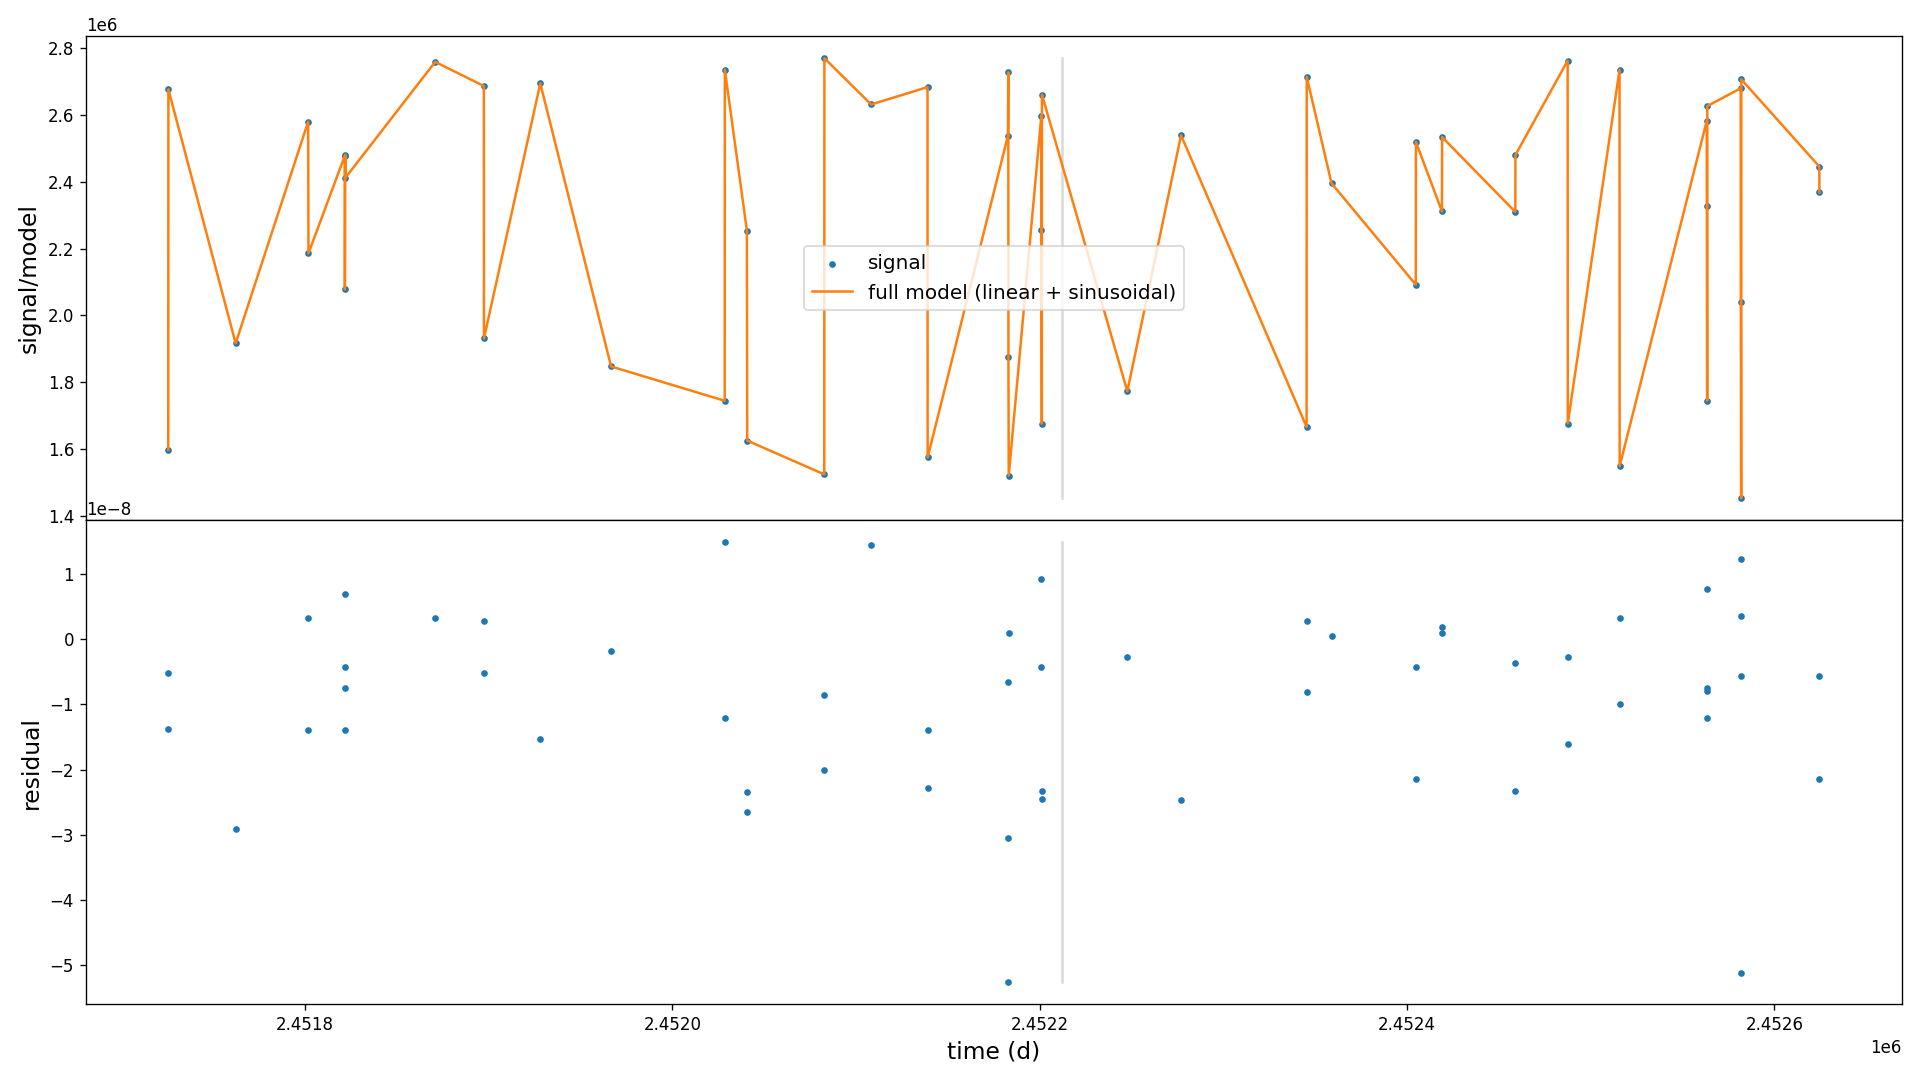 1e6
2.8
2.6
2.4
2.2
2.0
1.8
1.6
1.4
signal/model
signal
full model (linear + sinusoidal)
1e−8
1
0
−1
−2
−3
−4
−5
residual
2.4518
2.4520
2.4522
2.4524
2.4526
time (d)
1e6